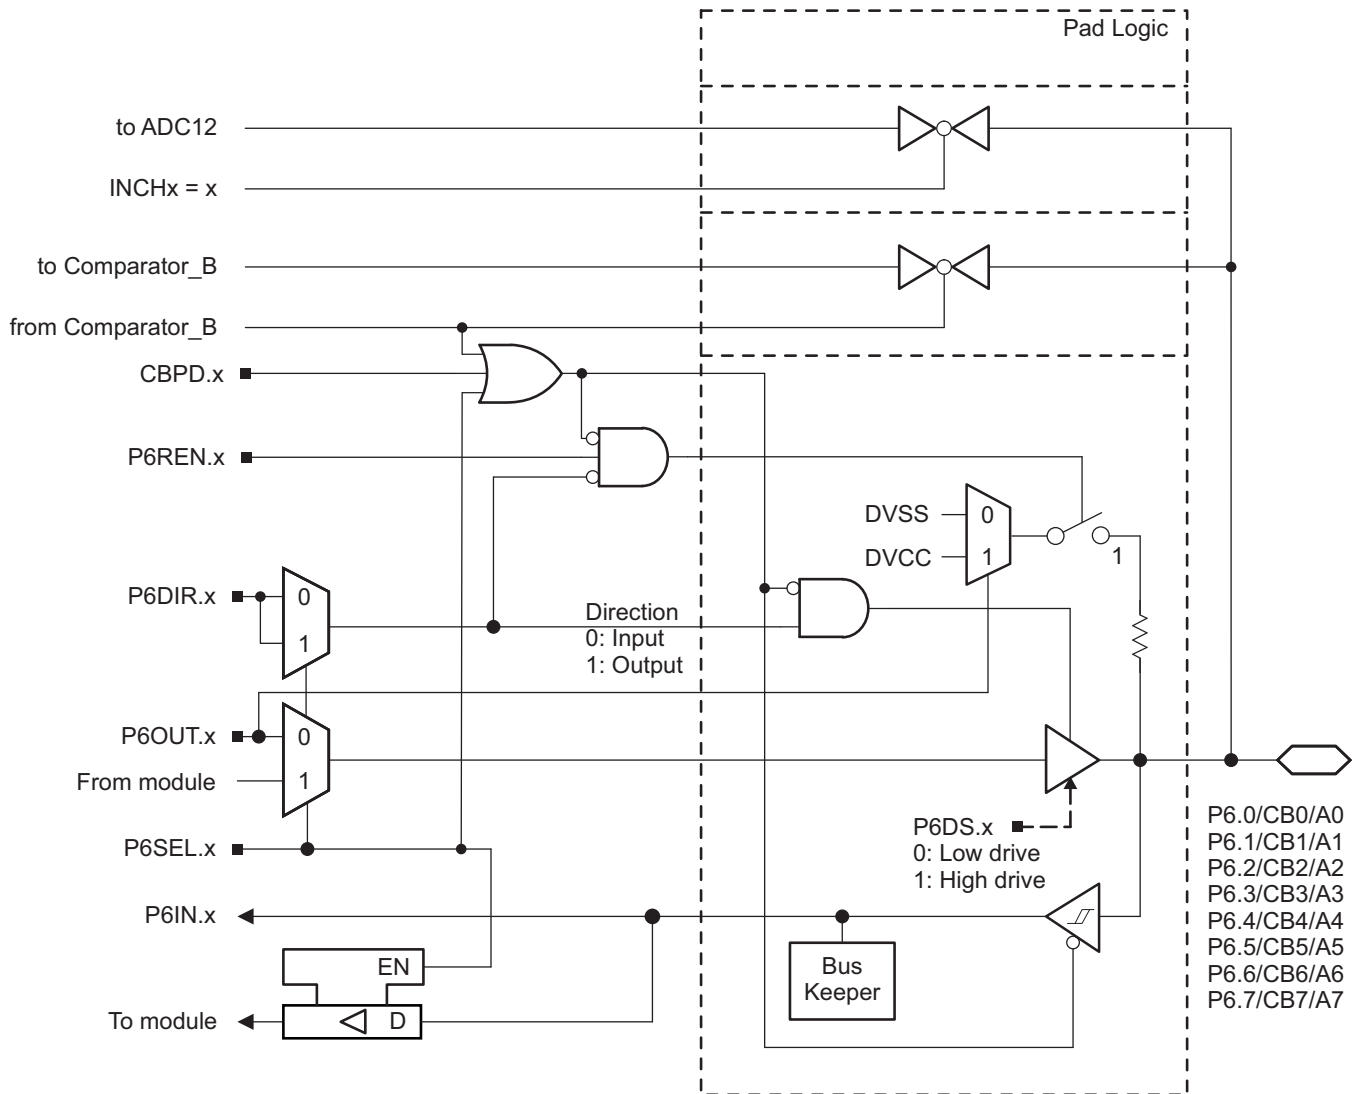 Pad Logic
to ADC12
INCHx = x
to Comparator_B
from Comparator_B
CBPD.x
P6REN.x
DVSS
0
DVCC
1
1
P6DIR.x
0
1
Direction
0: Input
1: Output
P6OUT.x
0
From module
1
P6SEL.x
P6DS.x
0: Low drive
1: High drive
P6IN.x
Bus
Keeper
EN
To module
D
P6.0/CB0/A0
P6.1/CB1/A1
P6.2/CB2/A2
P6.3/CB3/A3
P6.4/CB4/A4
P6.5/CB5/A5
P6.6/CB6/A6
P6.7/CB7/A7